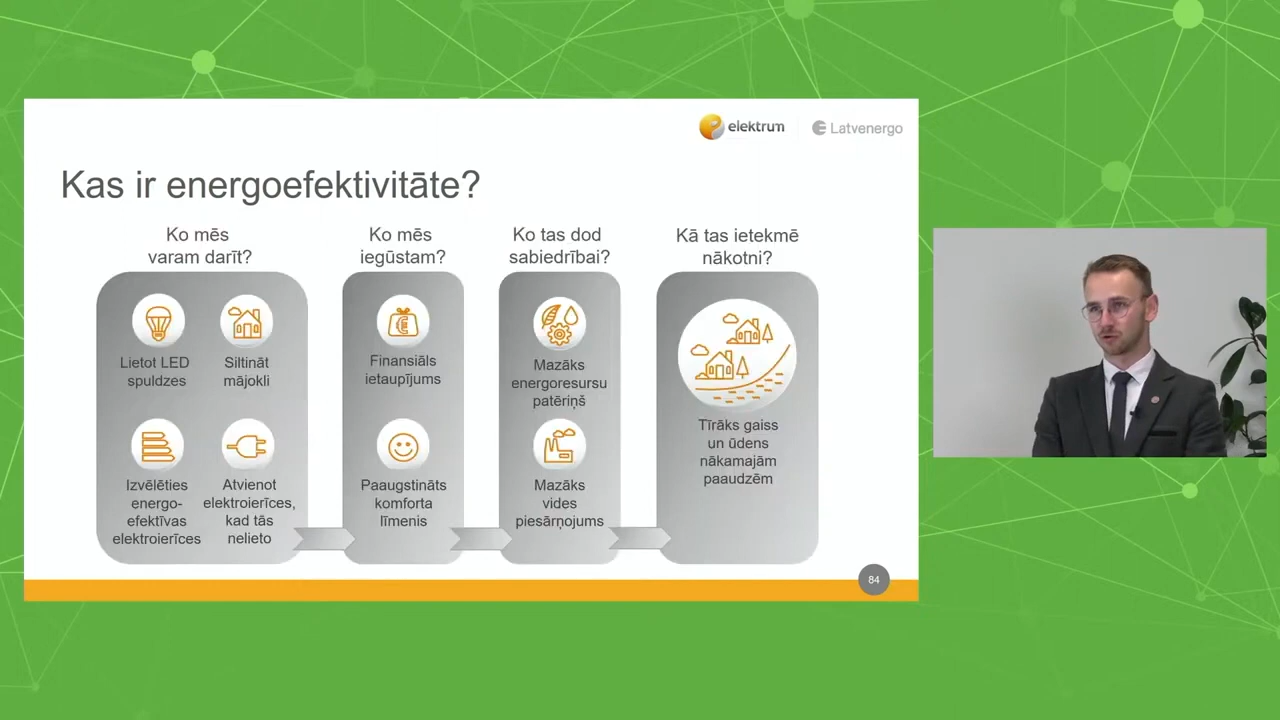 elektrum
Latvenergo
Kas ir energoefektivitāte?
Ko mēs
varam darīt?
Lietot LED
spuldzes
Siltināt
mājokli
Izvēlēties
energo-
efektīvas
elektroierīces
Atvienot
elektroierīces,
kad tās
nelieto
Ko mēs
iegūstam?
Finansiāls
ietaupījums
Paaugstināts
komforta
līmenis
Ko tas dod
sabiedrībai?
Mazāks
energoresursu
patēriņš
Mazāks
vides
piesārņojums
Kā tas ietekmē
nākotni?
Tīrāks gaiss
un ūdens
nākamajām
paaudzēm
84